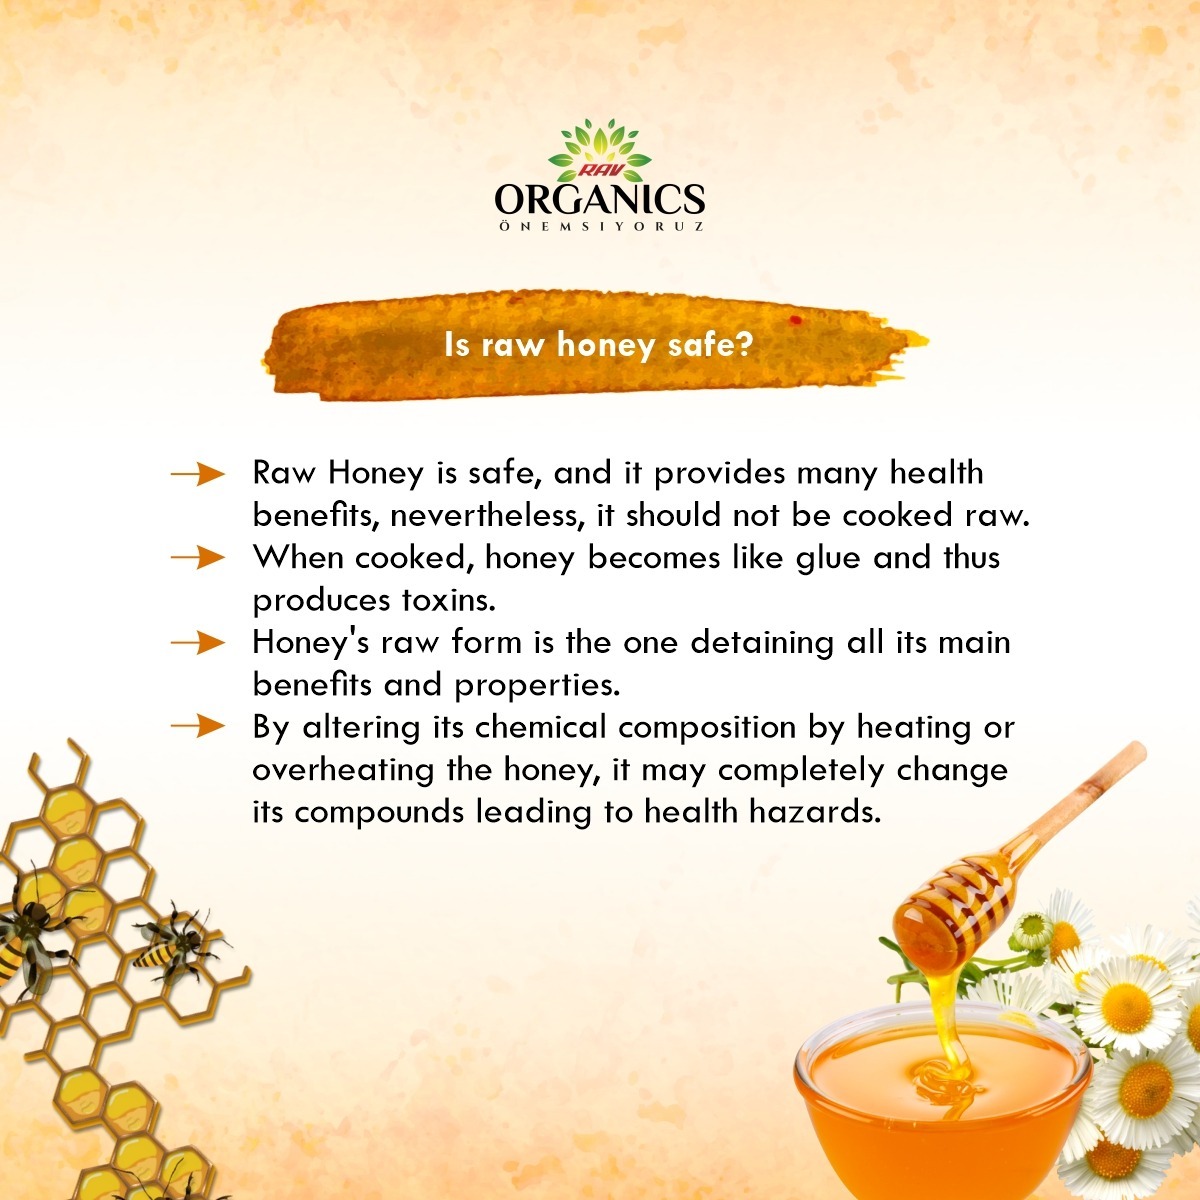 RAV
ORGANICS
ÖNEMSIYORUZ
Is raw honey safe?
Raw Honey is safe, and it provides many health
benefits, nevertheless, it should not be cooked raw.
When cooked, honey becomes like glue and thus
produces toxins.
Honey's raw form is the one detaining all its main
benefits and properties.
By altering its chemical composition by heating or
overheating the honey, it may completely change
its compounds leading to health hazards.